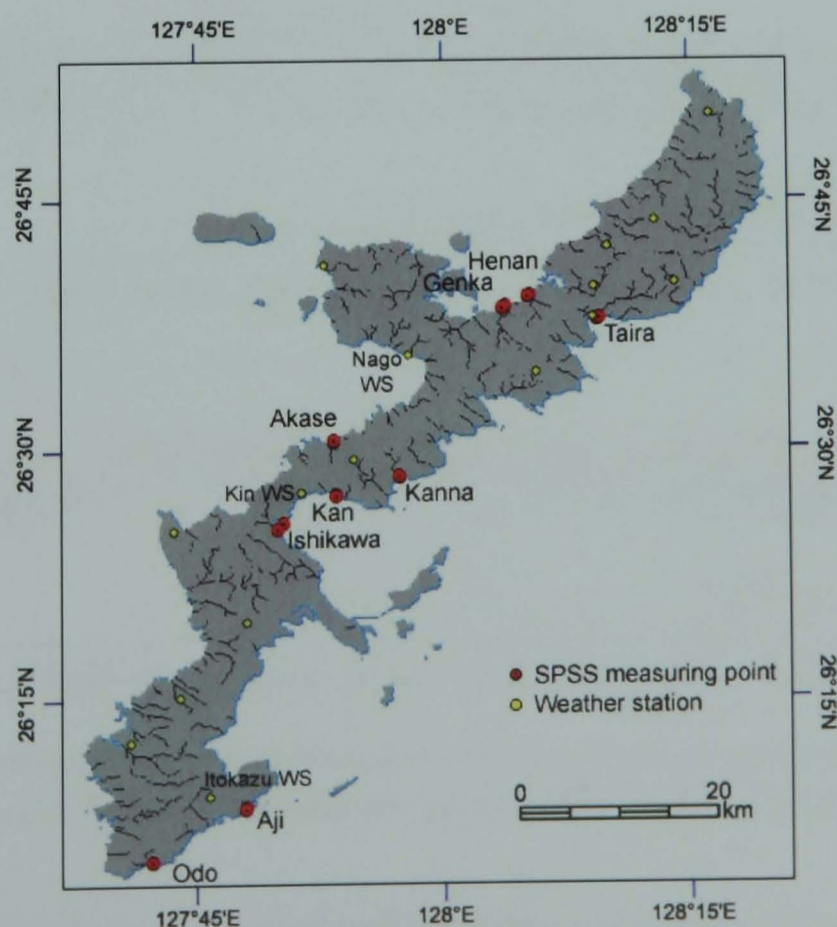 127°45'E
128°E
128°15'E
26°45'N
26°45'N
Henan
Genka
Taira
Nago
WS
Akase
26°30'N
26°30'N
Kin WS
Kanna
Kan
Ishikawa
SPSS measuring point
Weather station
26°15'N
26°15'N
Itokazu WS
0
20
km
Aji
Odo
127°45'E
128°E
128°15'E